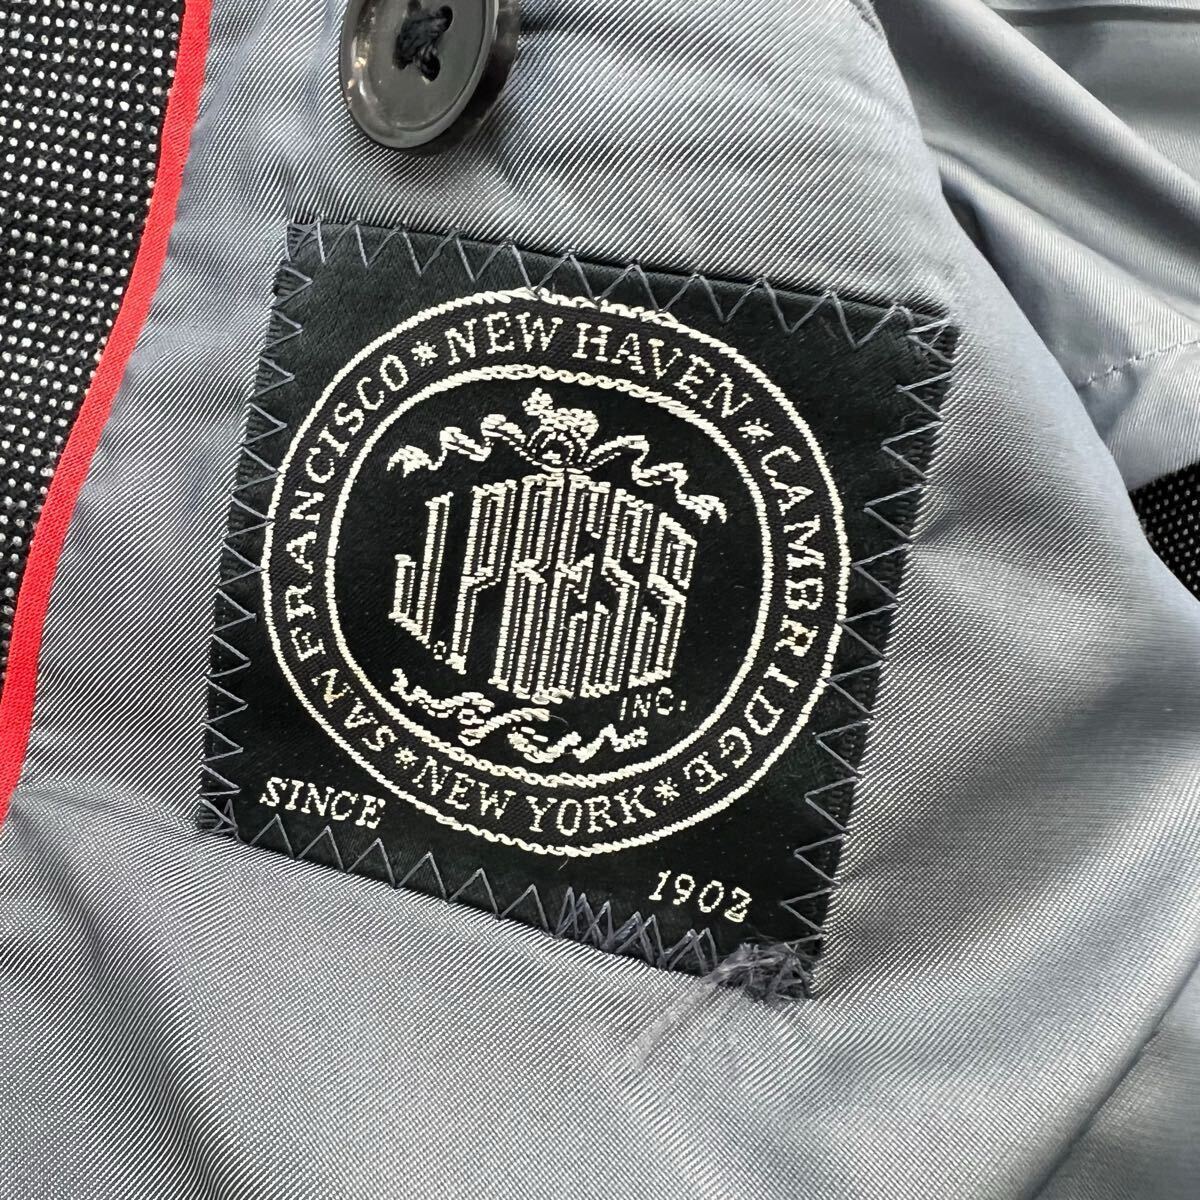 SAN FRANCISCO * NEW HAVEN * CAMBRIDGE * NEW YORK *
J. PRESS
INC.
SINCE
1902